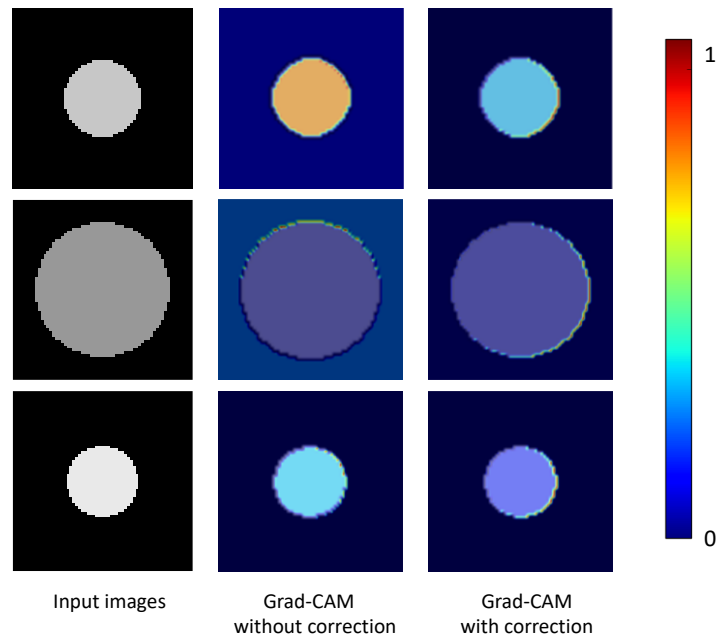 1
0
Input images
Grad-CAM
without correction
Grad-CAM
with correction